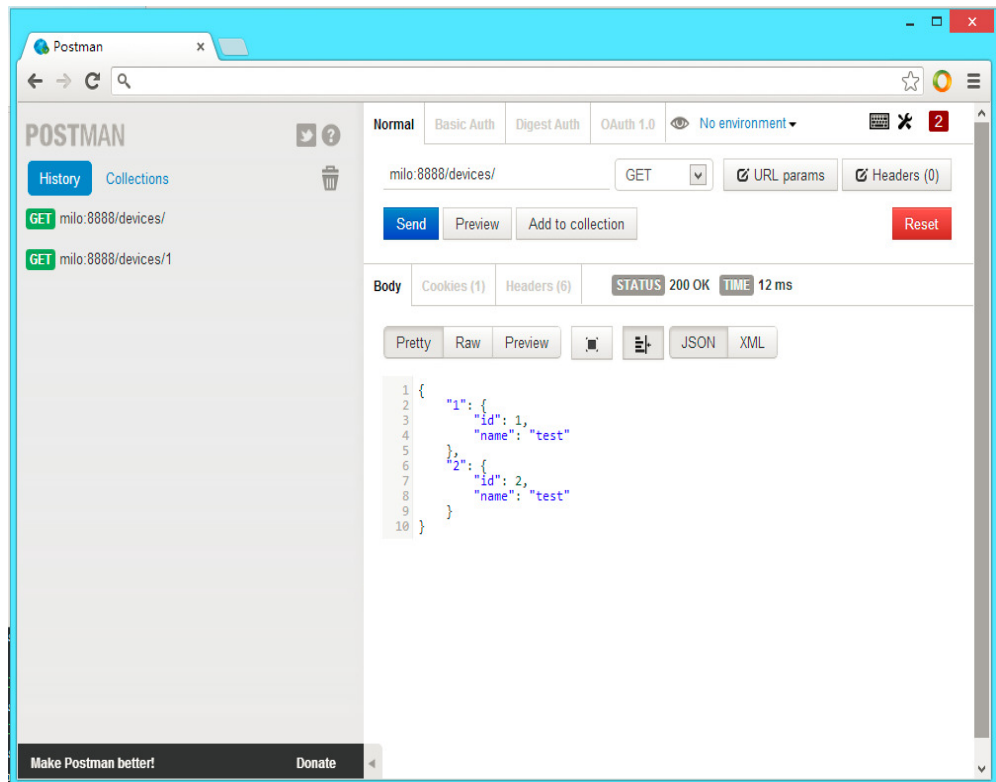 Postman
POSTMAN
History Collections
GET milo:8888/devices/
GET milo:8888/devices/1
Make Postman better! Donate
Normal Basic Auth Digest Auth OAuth 1.0 No environment 2
milo:8888/devices/ GET URL params Headers (0)
Send Preview Add to collection Reset
Body Cookies (1) Headers (6) STATUS 200 OK TIME 12 ms
Pretty Raw Preview JSON XML
1 {
2 "1": {
3 "id": 1,
4 "name": "test"
5 },
6 "2": {
7 "id": 2,
8 "name": "test"
9 }
10 }